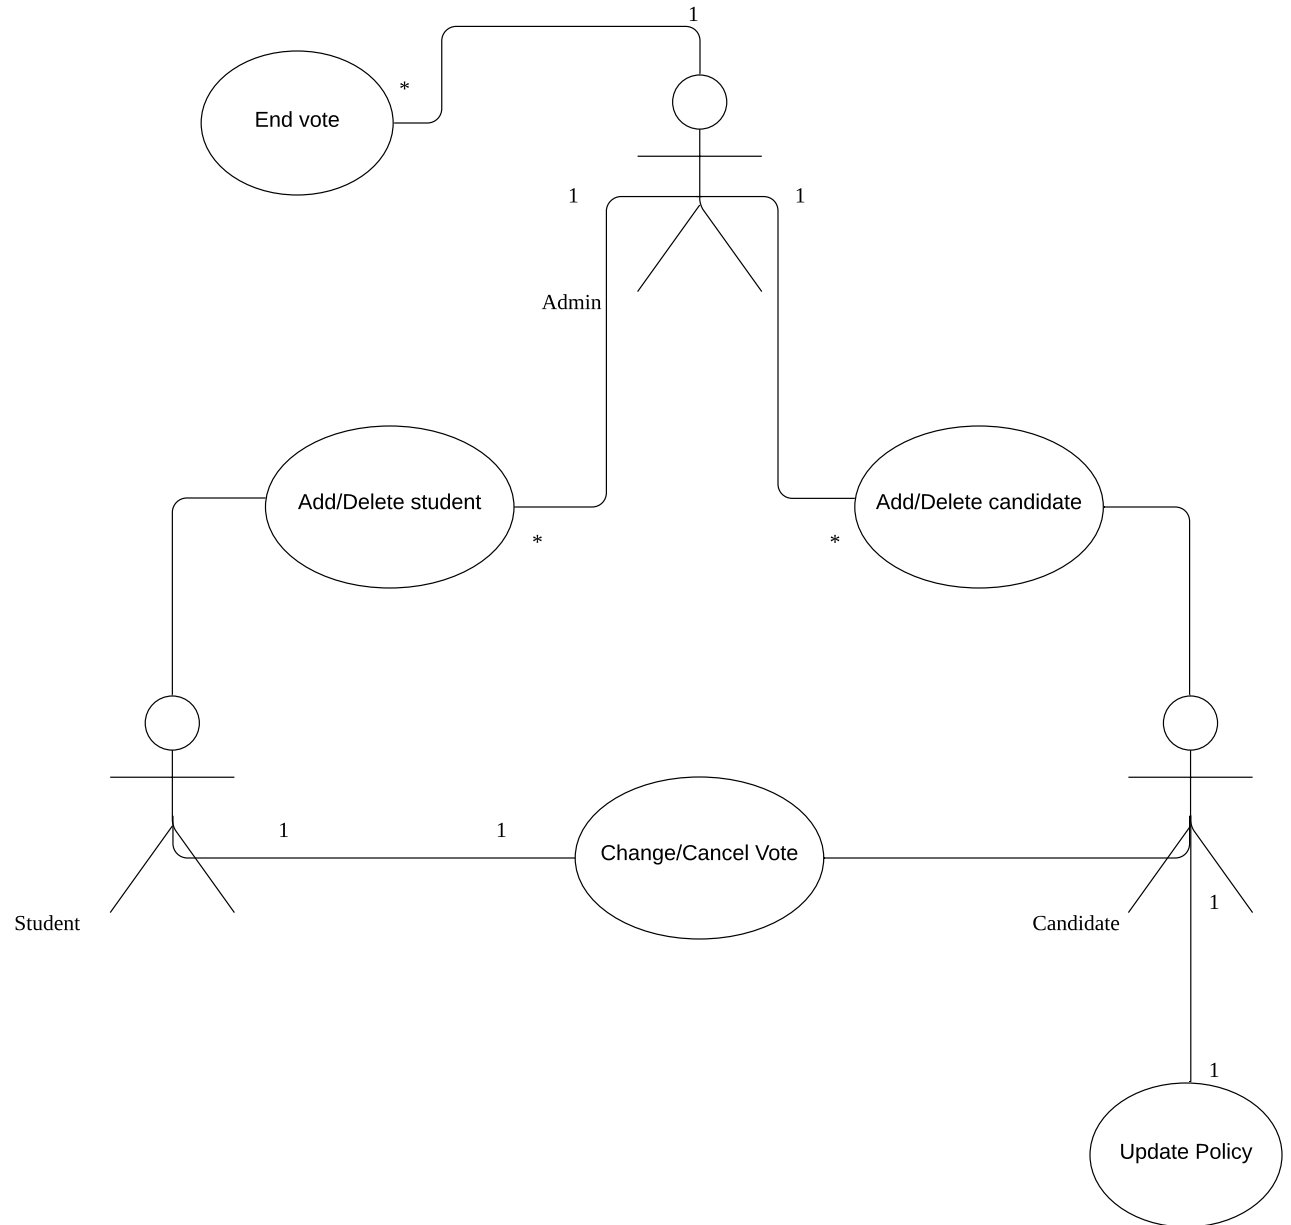 1
*
End vote
1
1
Admin
Add/Delete student
Add/Delete candidate
*
*
1
1
Change/Cancel Vote
Student
Candidate
1
1
Update Policy